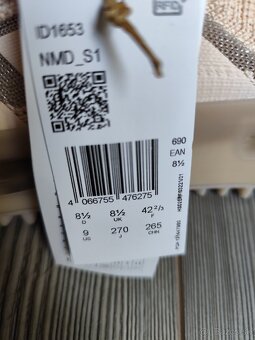 RFID
ID1653
NMD_S1
690
EAN
8½
4 066755 476275
8½ 8½ 42⅔
D UK F
9 270 265
US J CHN